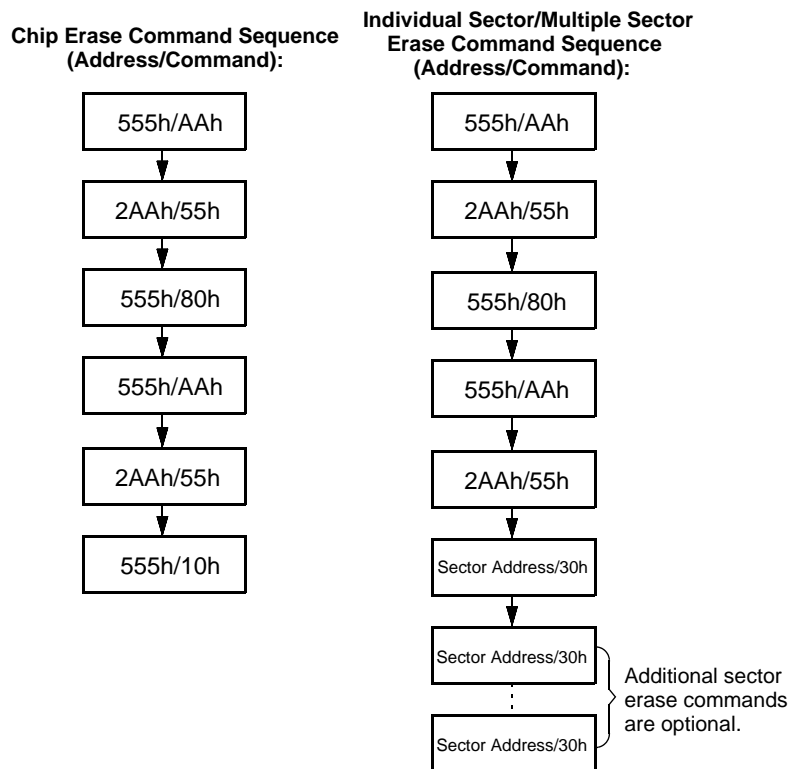 Chip Erase Command Sequence
(Address/Command):
555h/AAh
2AAh/55h
555h/80h
555h/AAh
2AAh/55h
555h/10h
Individual Sector/Multiple Sector
Erase Command Sequence
(Address/Command):
555h/AAh
2AAh/55h
555h/80h
555h/AAh
2AAh/55h
Sector Address/30h
Sector Address/30h
Sector Address/30h
Additional sector
erase commands
are optional.